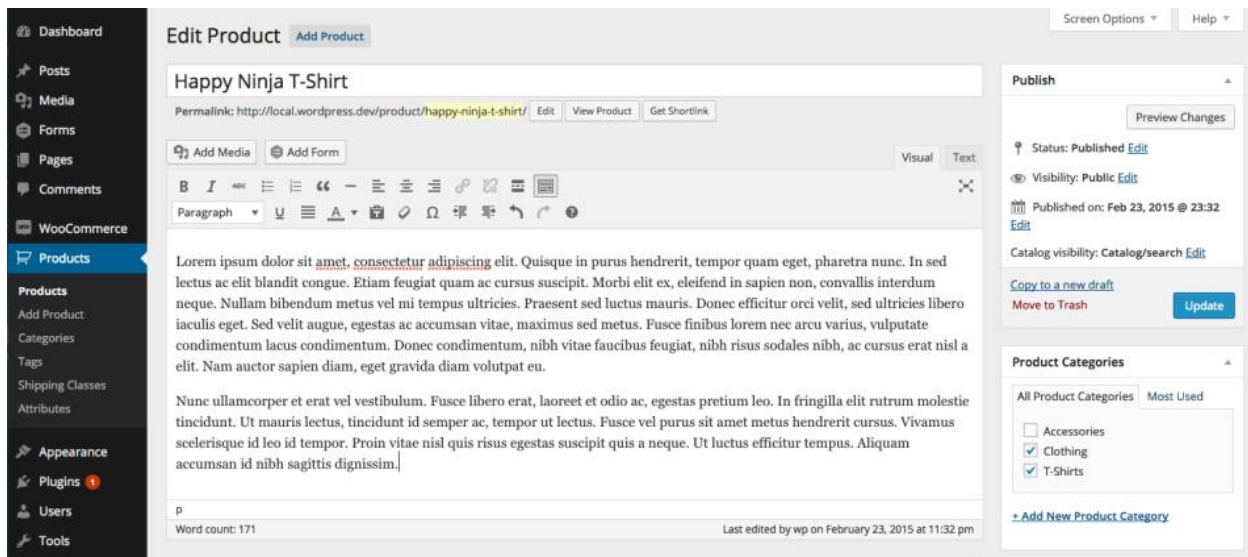 Screen Options
Help
Dashboard
Posts
Media
Forms
Pages
Comments
WooCommerce
Products
Products
Add Product
Categories
Tags
Shipping Classes
Attributes
Appearance
Plugins 1
Users
Tools
Edit Product Add Product
Happy Ninja T-Shirt
Permalink: http://local.wordpress.dev/product/happy-ninja-t-shirt/ Edit View Product Get Shortlink
Add Media Add Form
Visual Text
B I ABC
Paragraph U A Ω
Lorem ipsum dolor sit amet, consectetur adipiscing elit. Quisque in purus hendrerit, tempor quam eget, pharetra nunc. In sed
lectus ac elit blandit congue. Etiam feugiat quam ac cursus suscipit. Morbi elit ex, eleifend in sapien non, convallis interdum
neque. Nullam bibendum metus vel mi tempus ultricies. Praesent sed luctus mauris. Donec efficitur orci velit, sed ultricies libero
iaculis eget. Sed velit augue, egestas ac accumsan vitae, maximus sed metus. Fusce finibus lorem nec arcu varius, vulputate
condimentum lacus condimentum. Donec condimentum, nibh vitae faucibus feugiat, nibh risus sodales nibh, ac cursus erat nisl a
elit. Nam auctor sapien diam, eget gravida diam volutpat eu.
Nunc ullamcorper et erat vel vestibulum. Fusce libero erat, laoreet et odio ac, egestas pretium leo. In fringilla elit rutrum molestie
tincidunt. Ut mauris lectus, tincidunt id semper ac, tempor ut lectus. Fusce vel purus sit amet metus hendrerit cursus. Vivamus
scelerisque id leo id tempor. Proin vitae nisl quis risus egestas suscipit quis a neque. Ut luctus efficitur tempus. Aliquam
accumsan id nibh sagittis dignissim.
p
Word count: 171 Last edited by wp on February 23, 2015 at 11:32 pm
Publish
Preview Changes
Status: Published Edit
Visibility: Public Edit
Published on: Feb 23, 2015 @ 23:32
Edit
Catalog visibility: Catalog/search Edit
Copy to a new draft
Move to Trash Update
Product Categories
All Product Categories Most Used
Accessories
Clothing
T-Shirts
+ Add New Product Category